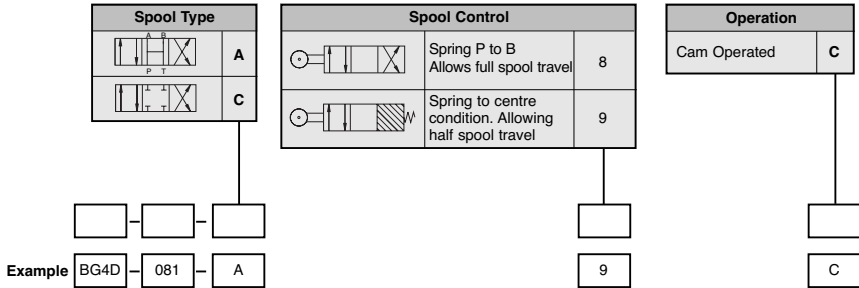 Spool Type
A B
P T
A
C
Spool Control
Spring P to B
Allows full spool travel
8
Spring to centre
condition. Allowing
half spool travel
9
Operation
Cam Operated
C
Example BG4D – 081 – A 9 C